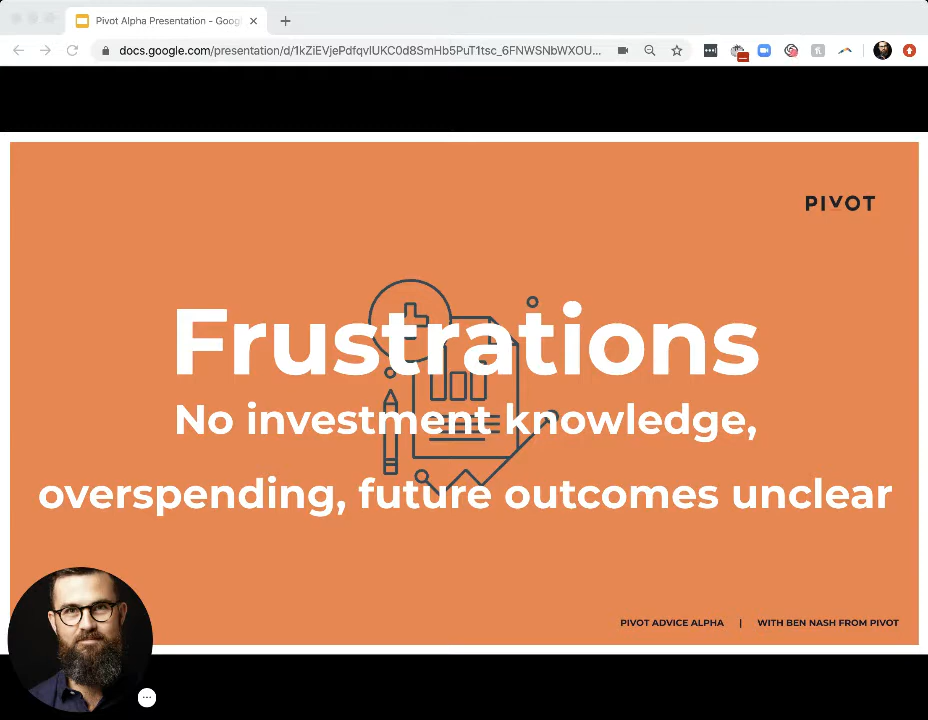 Pivot Alpha Presentation - Goog
docs.google.com/presentation/d/1kZiEVjePdfqvIUKC0d8SmHb5PuT1tsc_6FNWSNbWXOU...
PIVOT
Frustrations
No investment knowledge,
overspending, future outcomes unclear
PIVOT ADVICE ALPHA | WITH BEN NASH FROM PIVOT